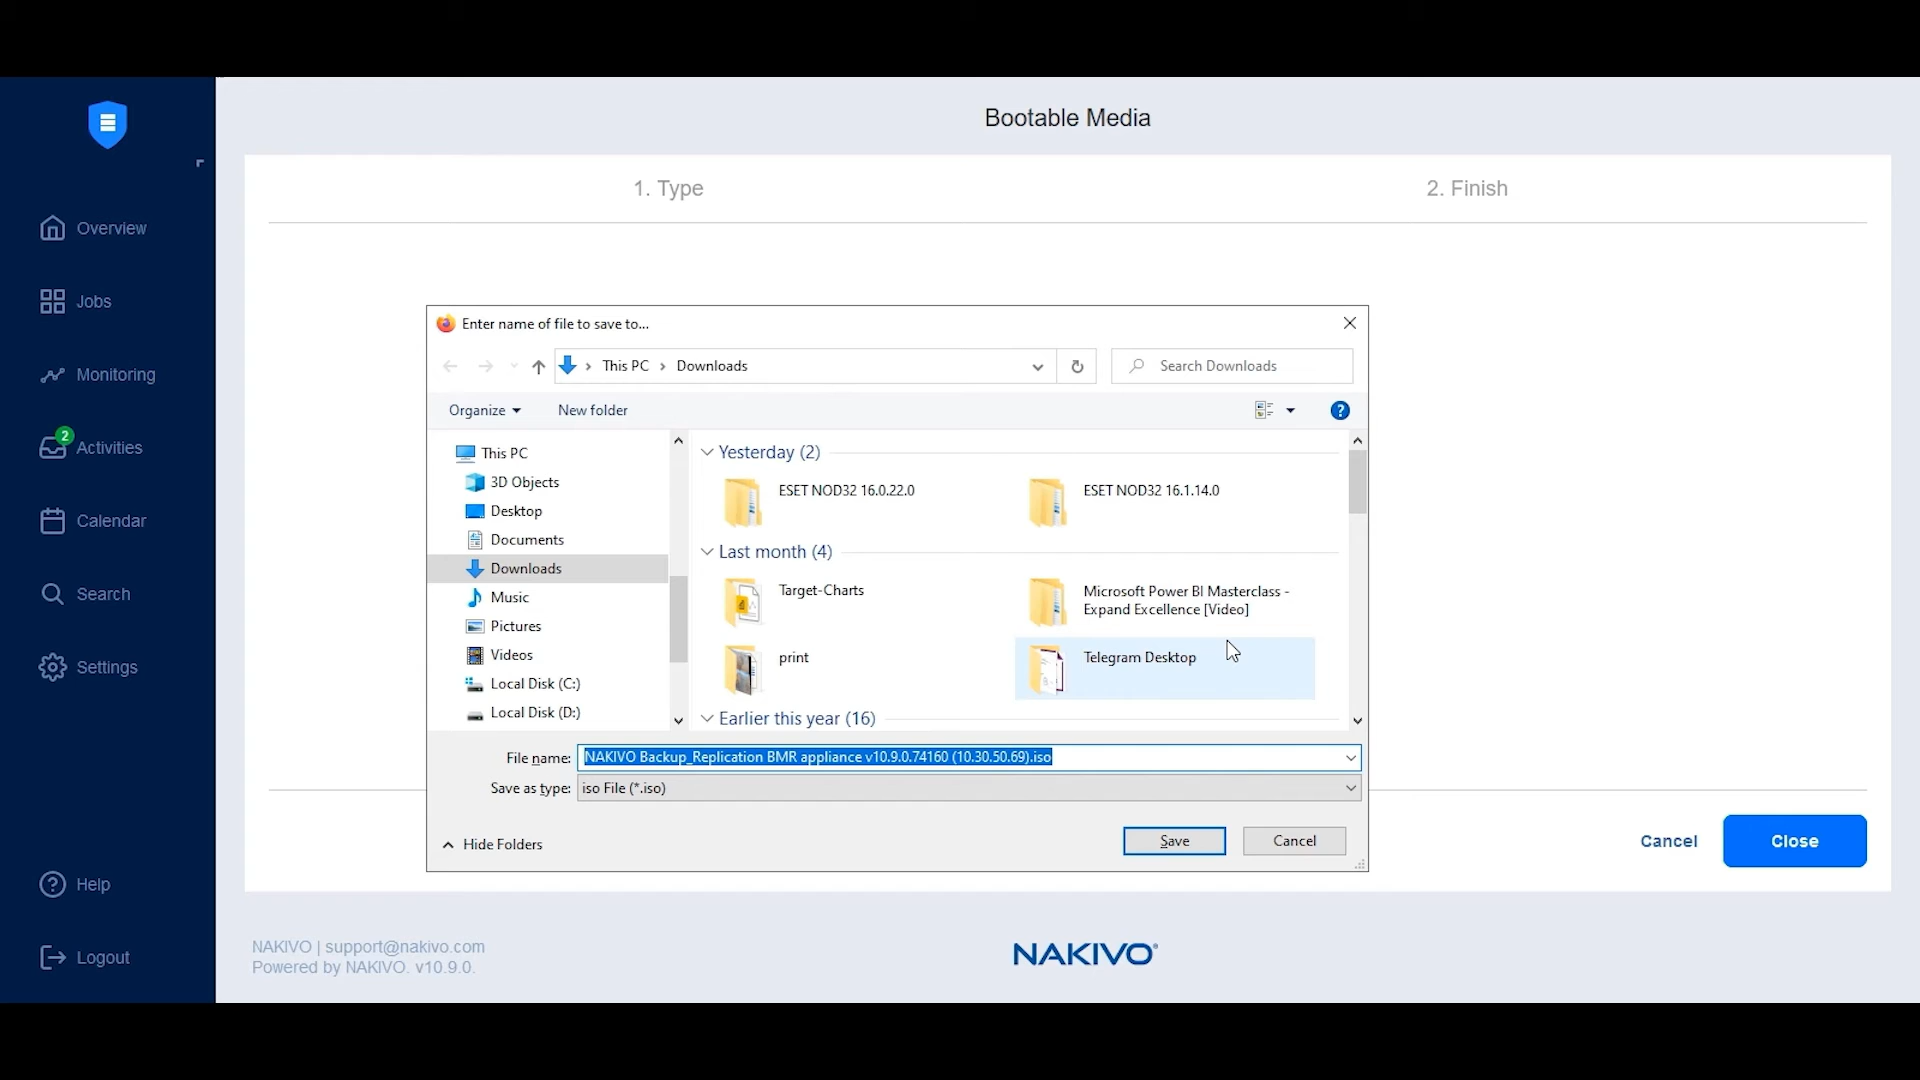 Bootable Media
1. Type
2. Finish
Overview
Jobs
Monitoring
2
Activities
Calendar
Search
Settings
Help
Logout
Enter name of file to save to...
This PC
Downloads
Search Downloads
Organize
New folder
?
This PC
3D Objects
Desktop
Documents
Downloads
Music
Pictures
Videos
Local Disk (C:)
Local Disk (D:)
Yesterday (2)
ESET NOD32 16.0.22.0
ESET NOD32 16.1.14.0
Last month (4)
Target-Charts
Microsoft Power BI Masterclass -
Expand Excellence [Video]
print
Telegram Desktop
Earlier this year (16)
File name:
NAKIVO Backup_Replication BMR appliance v10.9.0.74160 (10.30.50.69).iso
Save as type:
iso File (*.iso)
Hide Folders
Save
Cancel
Cancel
Close
NAKIVO | support@nakivo.com
Powered by NAKIVO. v10.9.0.
NAKIVO®